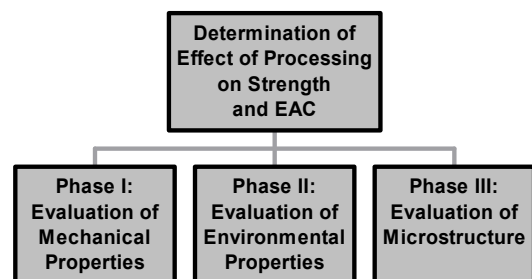 Determination of
Effect of Processing
on Strength
and EAC
Phase I:
Evaluation of
Mechanical
Properties
Phase II:
Evaluation of
Environmental
Properties
Phase III:
Evaluation of
Microstructure